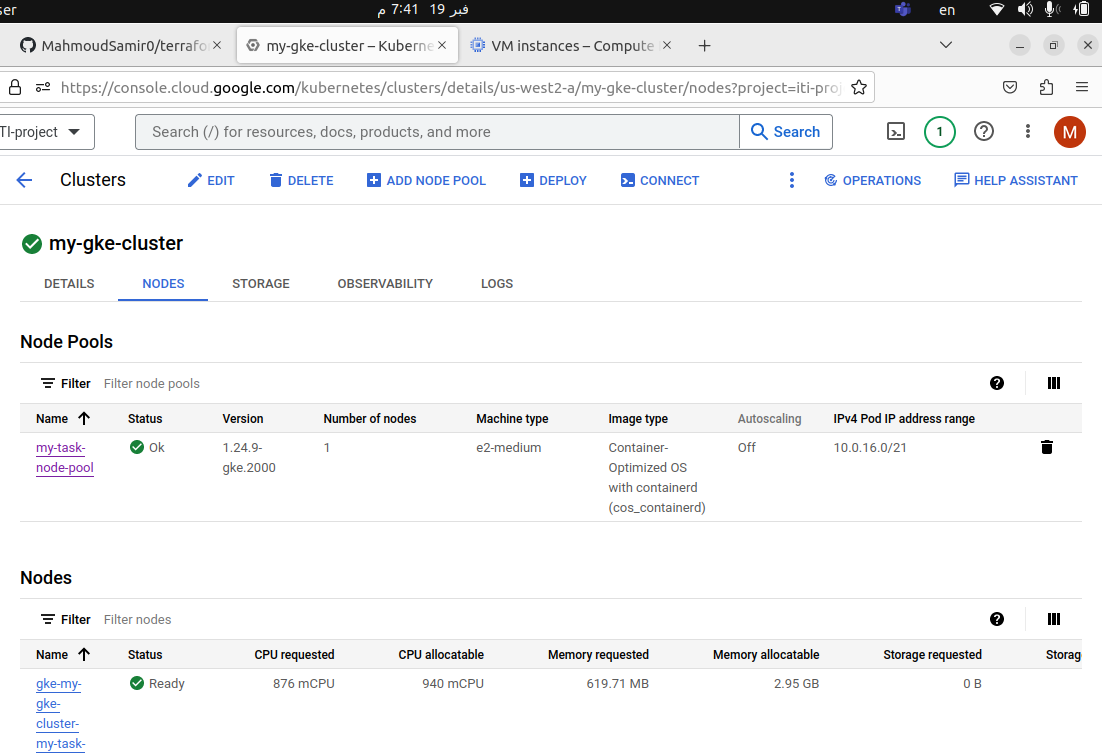 ser
فبر 19 7:41 م
en
MahmoudSamir0/terrafo
my-gke-cluster – Kuberne
VM instances – Compute
https://console.cloud.google.com/kubernetes/clusters/details/us-west2-a/my-gke-cluster/nodes?project=iti-proj
TI-project
Search (/) for resources, docs, products, and more
Search
1
M
Clusters
EDIT
DELETE
ADD NODE POOL
DEPLOY
CONNECT
OPERATIONS
HELP ASSISTANT
my-gke-cluster
DETAILS
NODES
STORAGE
OBSERVABILITY
LOGS
Node Pools
Filter Filter node pools
Name Status Version Number of nodes Machine type Image type Autoscaling IPv4 Pod IP address range
my-task- Ok 1.24.9- 1 e2-medium Container- Off 10.0.16.0/21
node-pool gke.2000 Optimized OS
with containerd
(cos_containerd)
Nodes
Filter Filter nodes
Name Status CPU requested CPU allocatable Memory requested Memory allocatable Storage requested Storag
gke-my- Ready 876 mCPU 940 mCPU 619.71 MB 2.95 GB 0 B
gke-
cluster-
my-task-